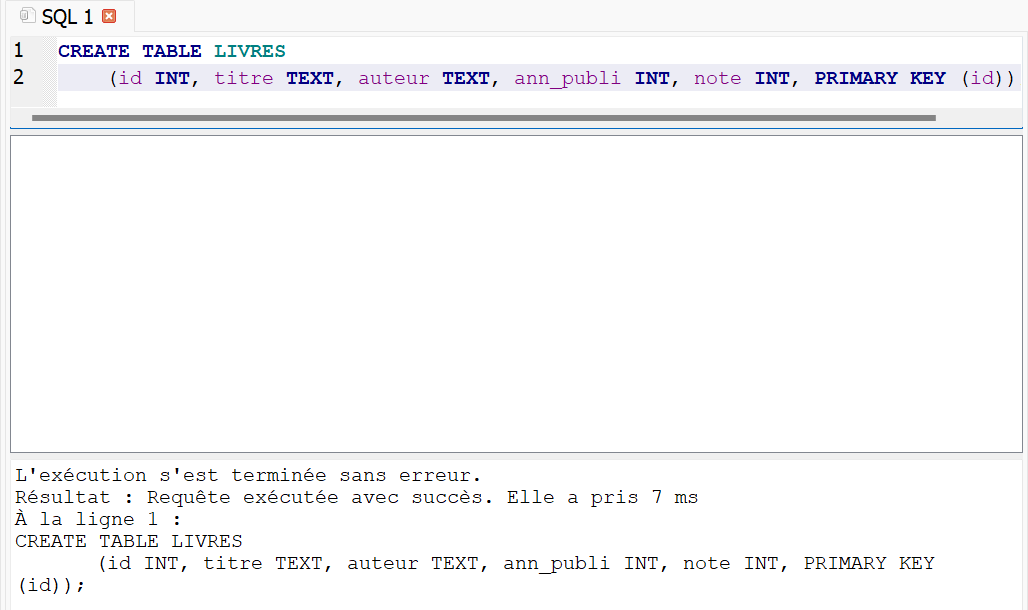 SQL 1
1 CREATE TABLE LIVRES
2 (id INT, titre TEXT, auteur TEXT, ann_publi INT, note INT, PRIMARY KEY (id))
L'exécution s'est terminée sans erreur.
Résultat : Requête exécutée avec succès. Elle a pris 7 ms
À la ligne 1 :
CREATE TABLE LIVRES
(id INT, titre TEXT, auteur TEXT, ann_publi INT, note INT, PRIMARY KEY
(id));